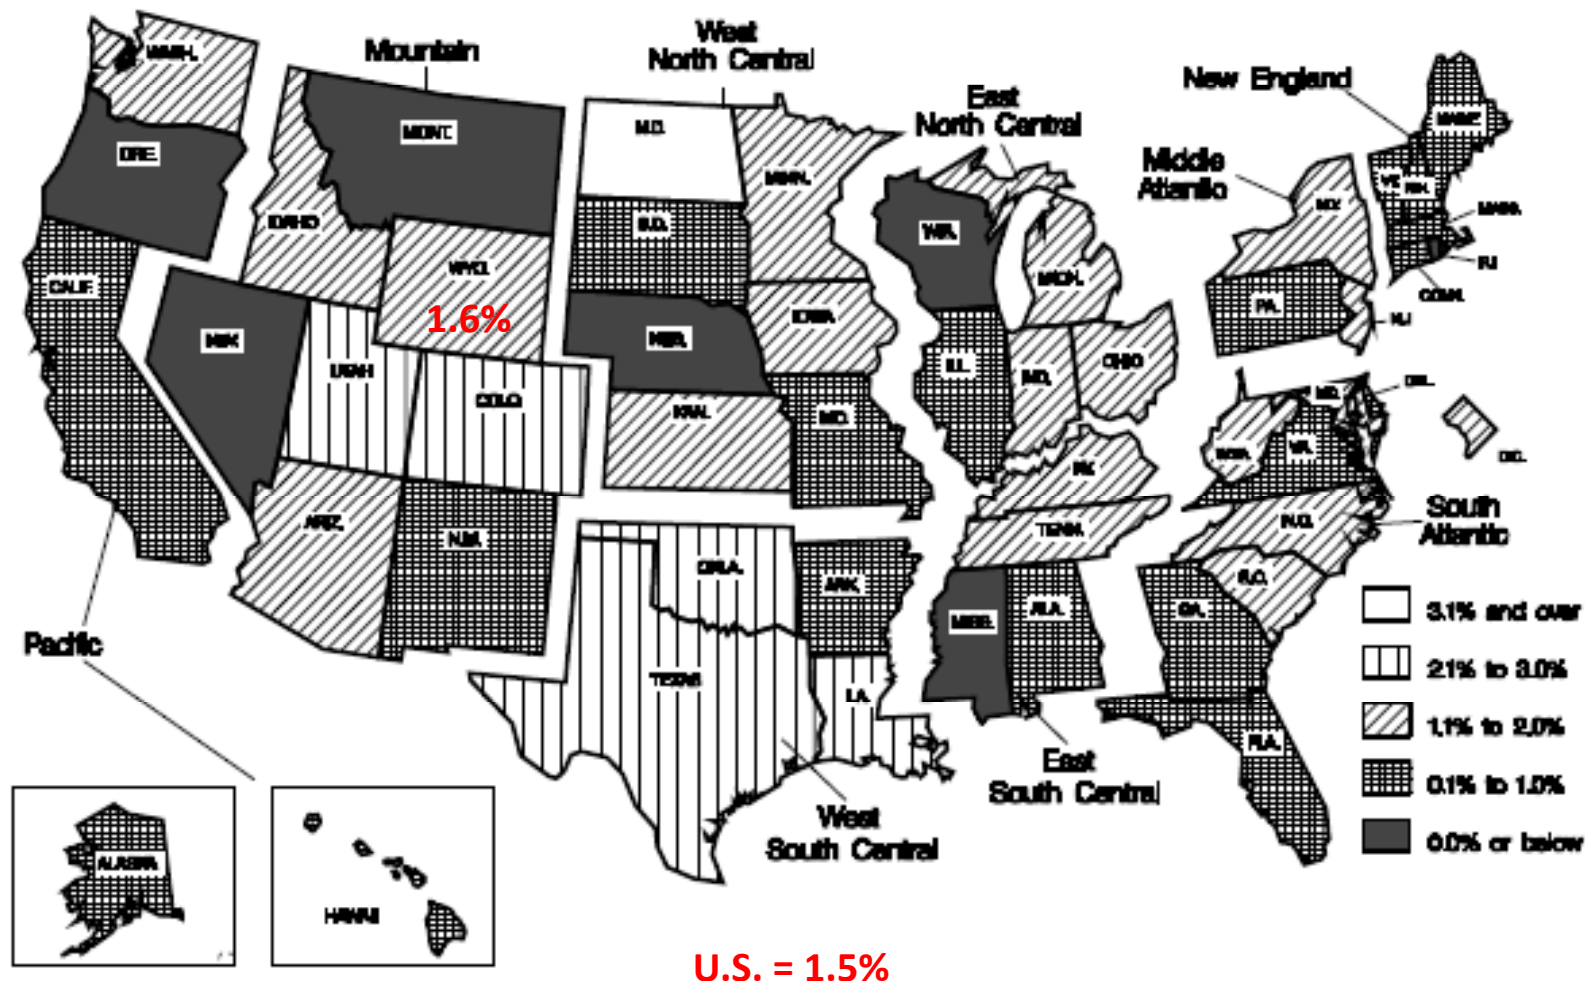 WASH.
Mountain
West
North Central
East
North Central
New England
MAINE
Middle
Atlantic
ORE.
MONT.
MINN.
IDAHO
S.D.
WIS.
N.Y.
MASS.
R.I.
CONN.
N.J.
CALIF.
WYO.
1.6%
MICH.
PA.
NEV.
UTAH
COLO.
NEB.
IOWA
ILL.
IND.
OHIO
MD.
DEL.
D.C.
KAN.
MO.
KY.
VA.
ARIZ.
N.M.
OKLA.
ARK.
TENN.
N.C.
S.C.
South
Atlantic
MISS.
ALA.
GA.
3.1% and over
2.1% to 3.0%
1.1% to 2.0%
0.1% to 1.0%
0.0% or below
Pacific
TEXAS
LA.
FLA.
East
South Central
West
South Central
ALASKA
HAWAII
U.S. = 1.5%